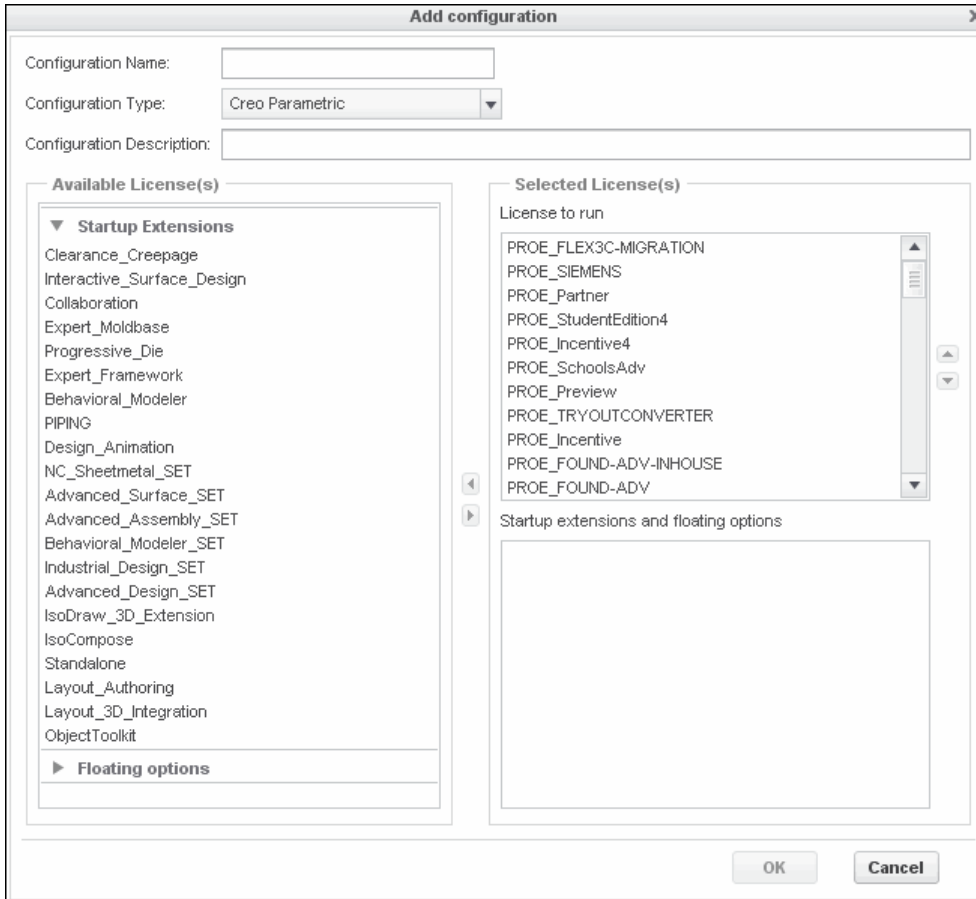 Add configuration
Configuration Name:
Configuration Type:
Creo Parametric
Configuration Description:
Available License(s)
Startup Extensions
Clearance_Creepage
Interactive_Surface_Design
Collaboration
Expert_Moldbase
Progressive_Die
Expert_Framework
Behavioral_Modeler
PIPING
Design_Animation
NC_Sheetmetal_SET
Advanced_Surface_SET
Advanced_Assembly_SET
Behavioral_Modeler_SET
Industrial_Design_SET
Advanced_Design_SET
IsoDraw_3D_Extension
IsoCompose
Standalone
Layout_Authoring
Layout_3D_Integration
ObjectToolkit
Floating options
Selected License(s)
License to run
PROE_FLEX3C-MIGRATION
PROE_SIEMENS
PROE_Partner
PROE_StudentEdition4
PROE_Incentive4
PROE_SchoolsAdv
PROE_Preview
PROE_TRYOUTCONVERTER
PROE_Incentive
PROE_FOUND-ADV-INHOUSE
PROE_FOUND-ADV
Startup extensions and floating options
OK
Cancel